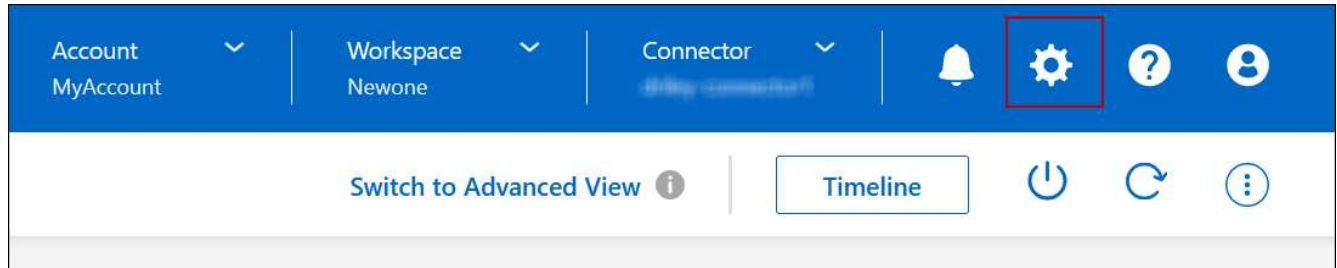 Account
MyAccount
Workspace
Newone
Connector
Switch to Advanced View
Timeline